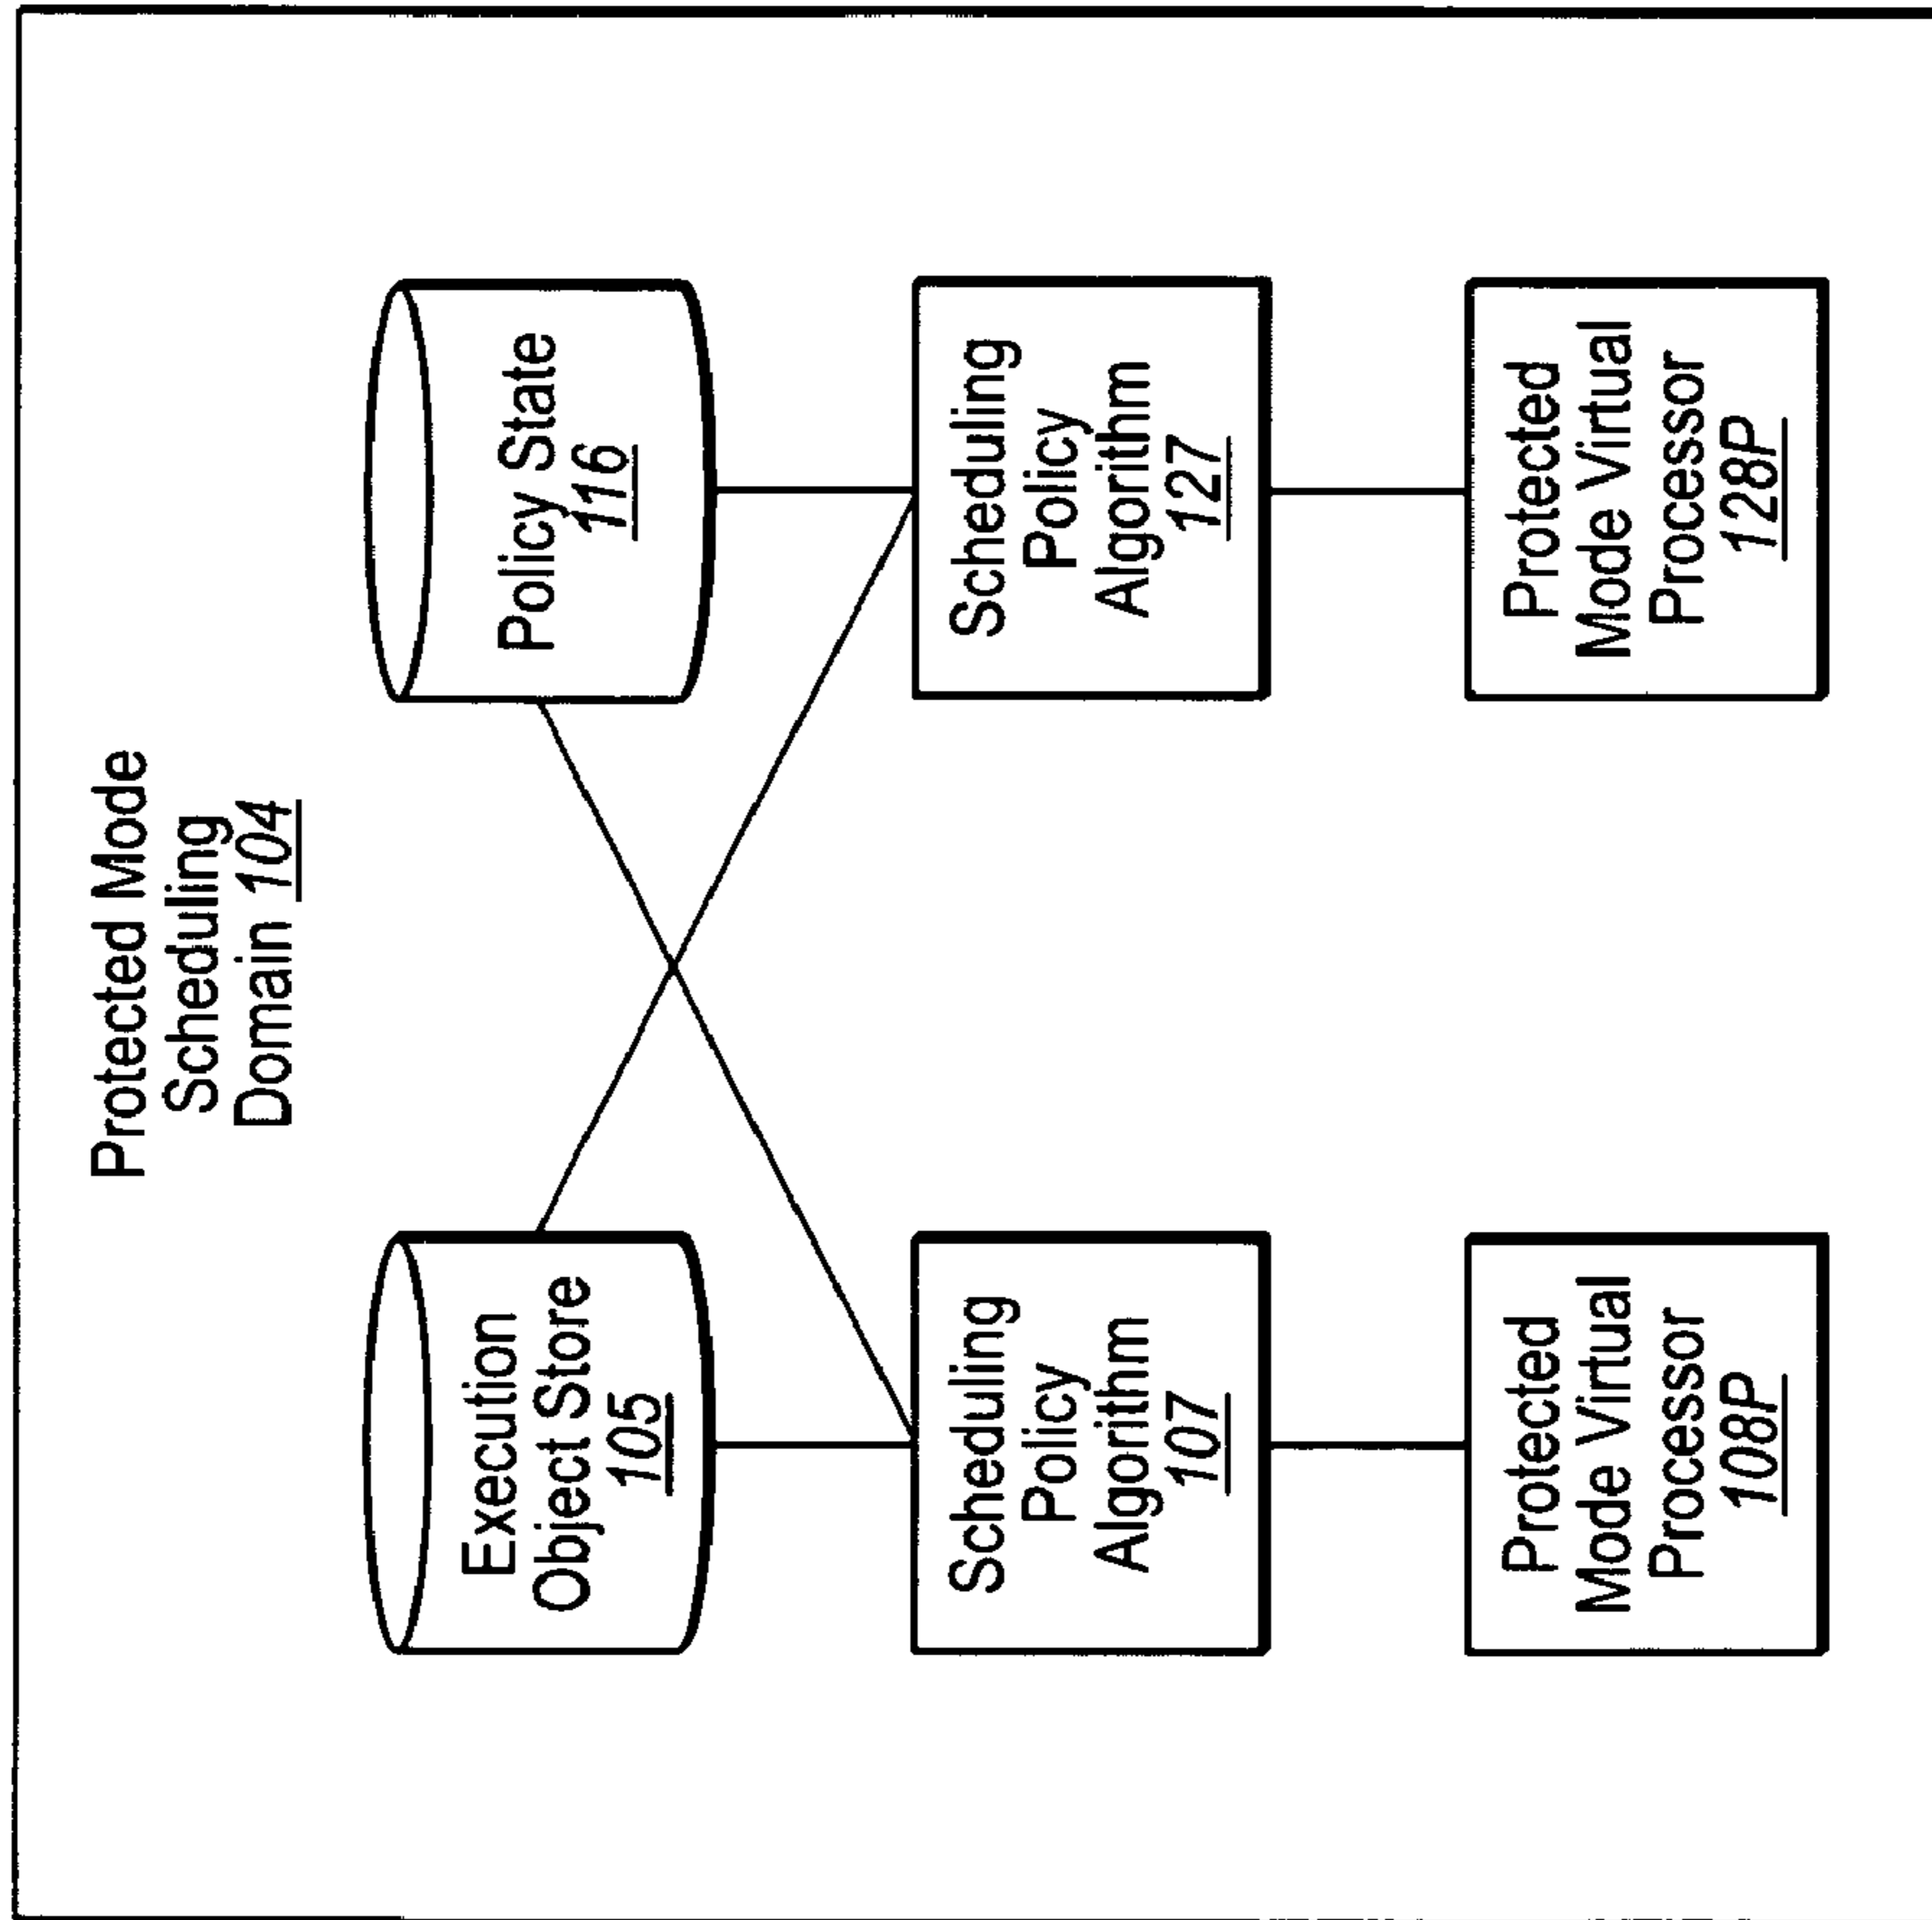 Protected Mode
Scheduling
Domain 104
Execution
Object Store
105
Policy State
116
Scheduling
Policy
Algorithm
107
Scheduling
Policy
Algorithm
127
Protected
Mode Virtual
Processor
108P
Protected
Mode Virtual
Processor
128P